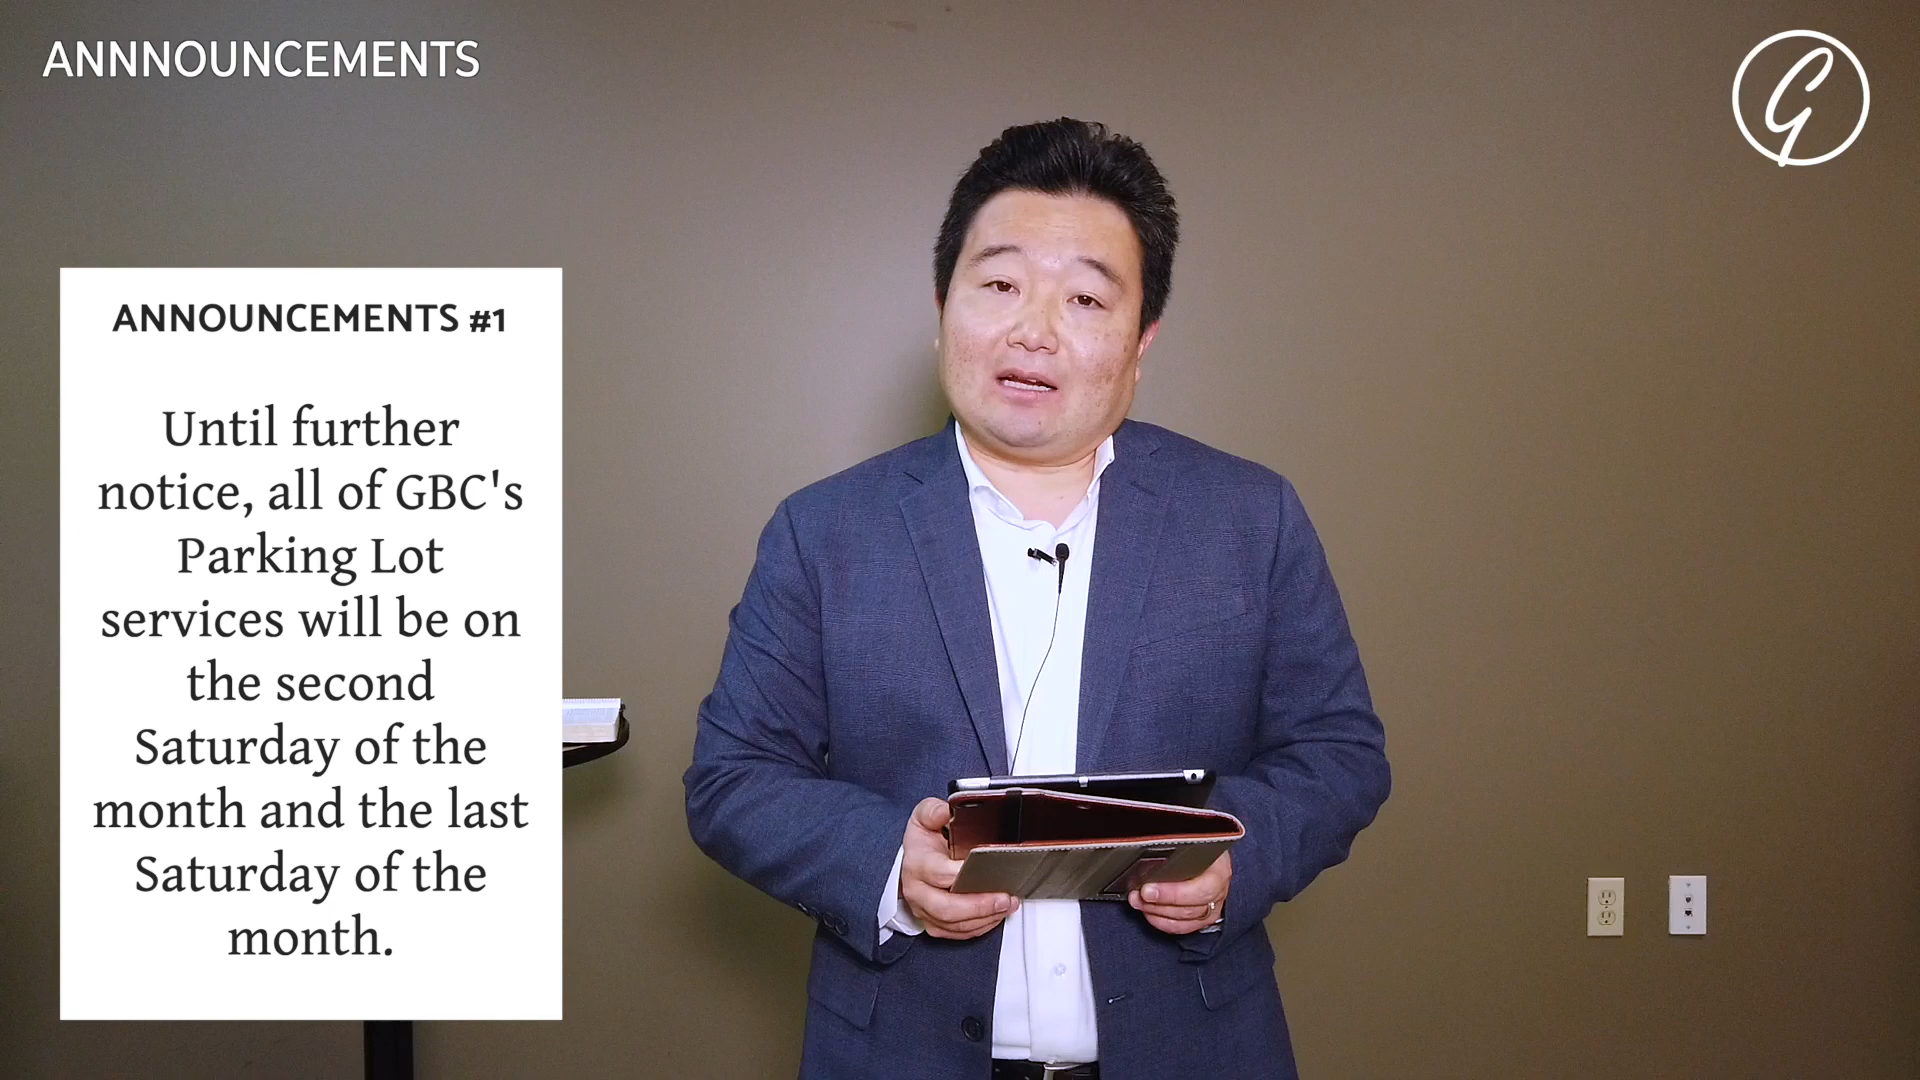 ANNNOUNCEMENTS
G
ANNOUNCEMENTS #1
Until further
notice, all of GBC's
Parking Lot
services will be on
the second
Saturday of the
month and the last
Saturday of the
month.